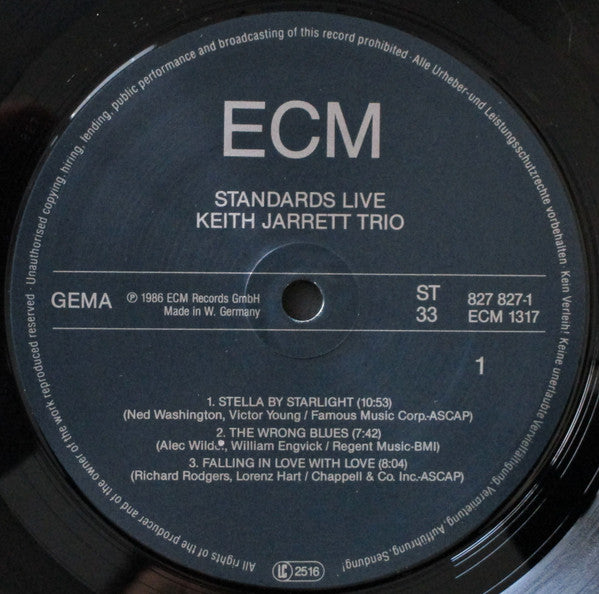 Unauthorised copying, hiring, lending, public performance and broadcasting of this record prohibited · Alle Urheber- und Leistungsschutzrechte vorbehalten · Kein Verleih! Keine unerlaubte Vervielfältigung, Vermietung, Aufführung, Sendung!
ECM
STANDARDS LIVE
KEITH JARRETT TRIO
GEMA
℗ 1986 ECM Records GmbH
Made in W. Germany
ST
33
827 827-1
ECM 1317
1
1. STELLA BY STARLIGHT (10:53)
(Ned Washington, Victor Young / Famous Music Corp.-ASCAP)
2. THE WRONG BLUES (7:42)
(Alec Wilder, William Engvick / Regent Music-BMI)
3. FALLING IN LOVE WITH LOVE (8:04)
(Richard Rodgers, Lorenz Hart / Chappell & Co. Inc.-ASCAP)
All rights of the producer and of the owner of the work reproduced reserved ·
LC 2516